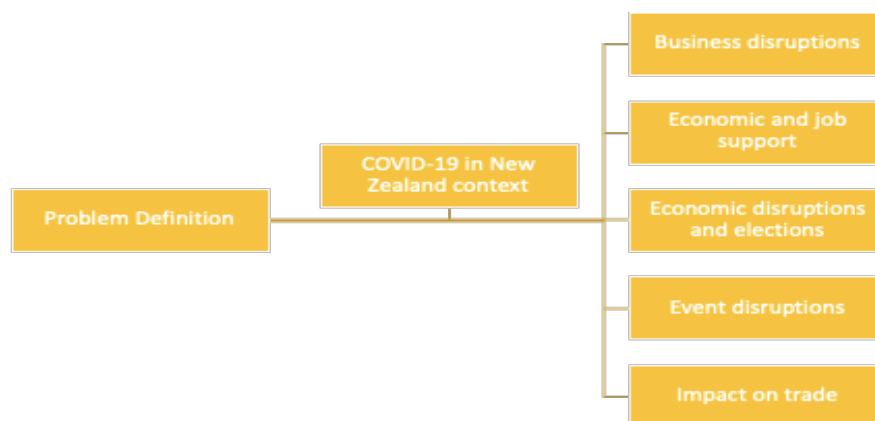 Business disruptions
Economic and job
support
COVID-19 in New
Zealand context
Problem Definition
Economic disruptions
and elections
Event disruptions
Impact on trade